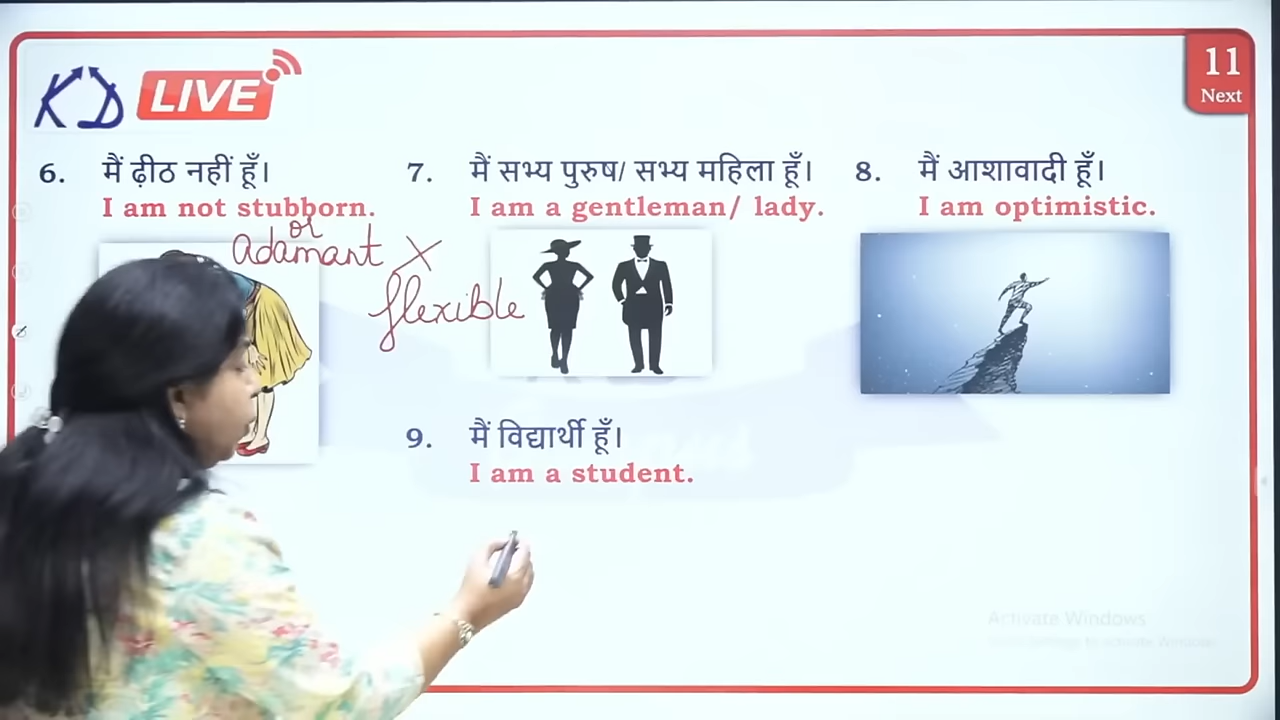 KD LIVE
11
Next
6. मैं ढ़ीठ नहीं हूँ।
I am not stubborn.
or
Adamant ×
flexible
7. मैं सभ्य पुरुष/ सभ्य महिला हूँ।
I am a gentleman/ lady.
8. मैं आशावादी हूँ।
I am optimistic.
9. मैं विद्यार्थी हूँ।
I am a student.
Activate Windows